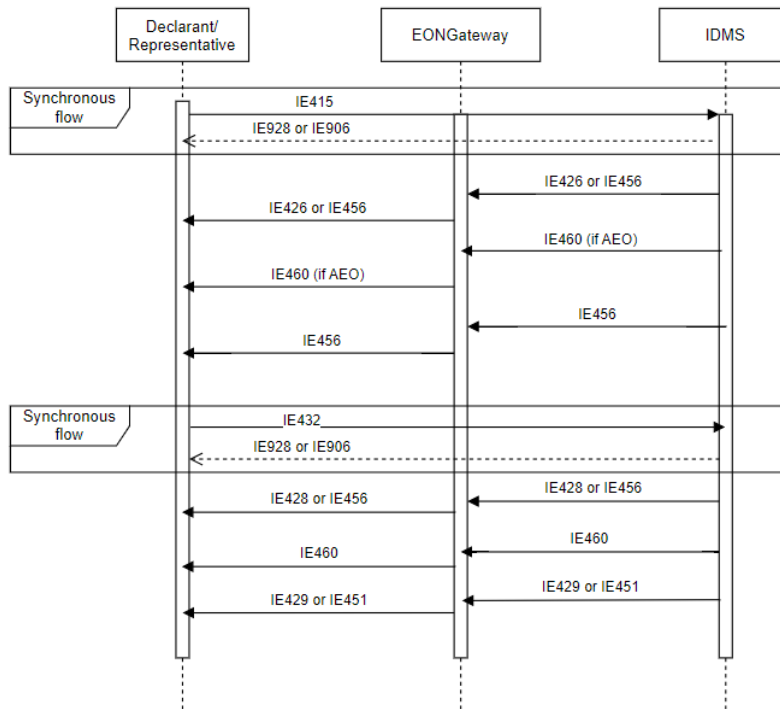 Declarant/
Representative
EONGateway
IDMS
Synchronous
flow
IE415
IE928 or IE906
IE426 or IE456
IE426 or IE456
IE460 (if AEO)
IE460 (if AEO)
IE456
IE456
Synchronous
flow
IE432
IE928 or IE906
IE428 or IE456
IE428 or IE456
IE460
IE460
IE429 or IE451
IE429 or IE451